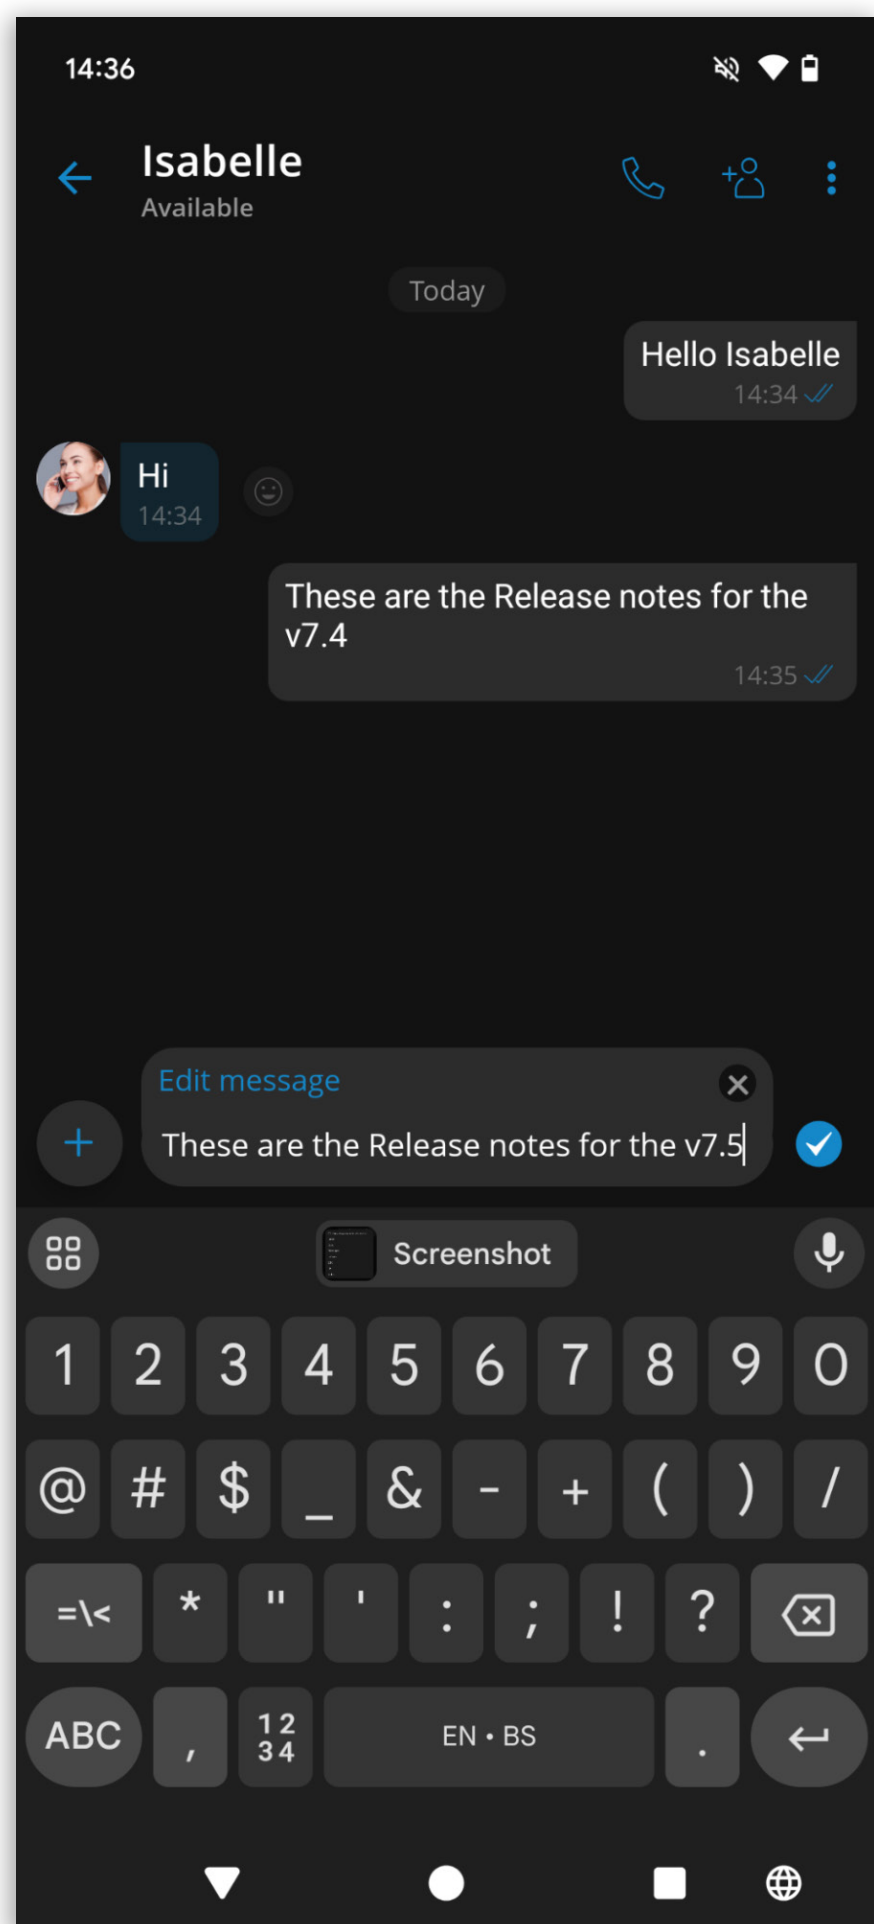 14:36
Isabelle
Available
Today
Hello Isabelle
14:34
Hi
14:34
These are the Release notes for the
v7.4
14:35
Edit message
These are the Release notes for the v7.5
Screenshot
1 2 3 4 5 6 7 8 9 0
@ # $ _ & - + ( ) /
=\< * " ' : ; ! ?
ABC , 12 34 EN • BS .